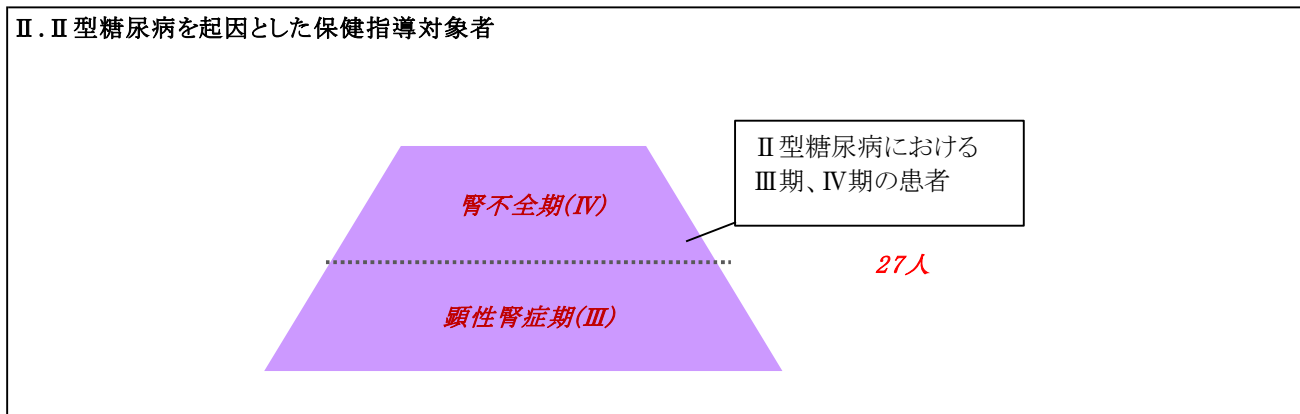 Ⅱ.Ⅱ型糖尿病を起因とした保健指導対象者
Ⅱ型糖尿病における
Ⅲ期、Ⅳ期の患者
腎不全期(Ⅳ)
27人
顕性腎症期(Ⅲ)